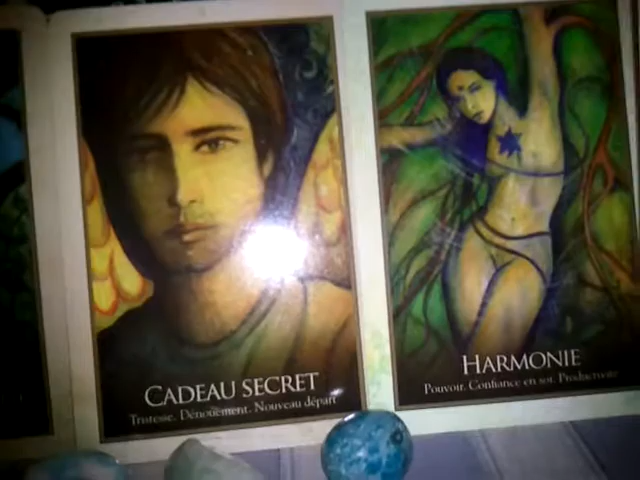 CADEAU SECRET
Tristesse. Dénouement. Nouveau départ
HARMONIE
Pouvoir. Confiance en soi. Productivité